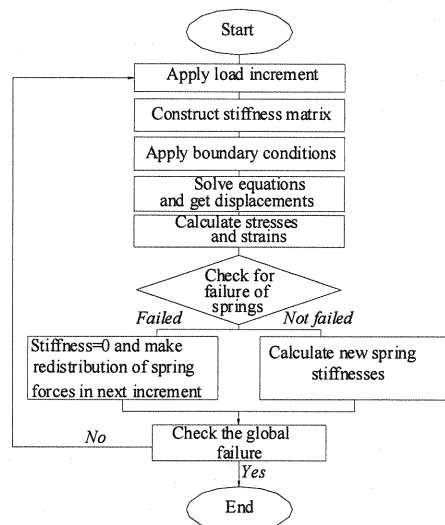 Start
Apply load increment
Construct stiffness matrix
Apply boundary conditions
Solve equations
and get displacements
Calculate stresses
and strains
Check for
failure of
springs
Failed
Not failed
Stiffness=0 and make
redistribution of spring
forces in next increment
Calculate new spring
stiffnesses
No
Check the global
failure
Yes
End